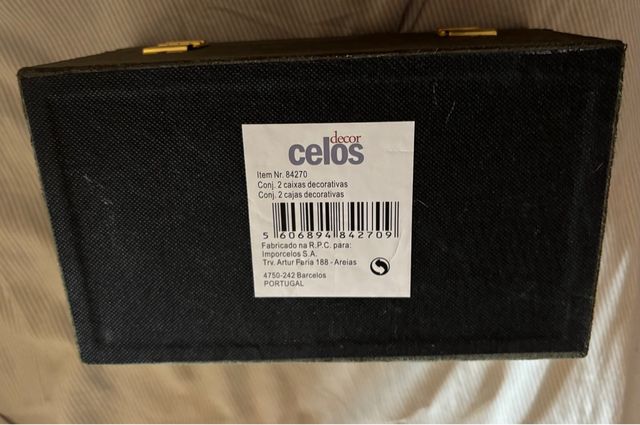 decor
celos
Item Nr. 84270
Conj. 2 caixas decorativas
Conj. 2 cajas decorativas
5 606894 842709
Fabricado na R.P.C. para:
Imporcelos S.A.
Trv. Artur Faria 188 - Areias
4750-242 Barcelos
PORTUGAL